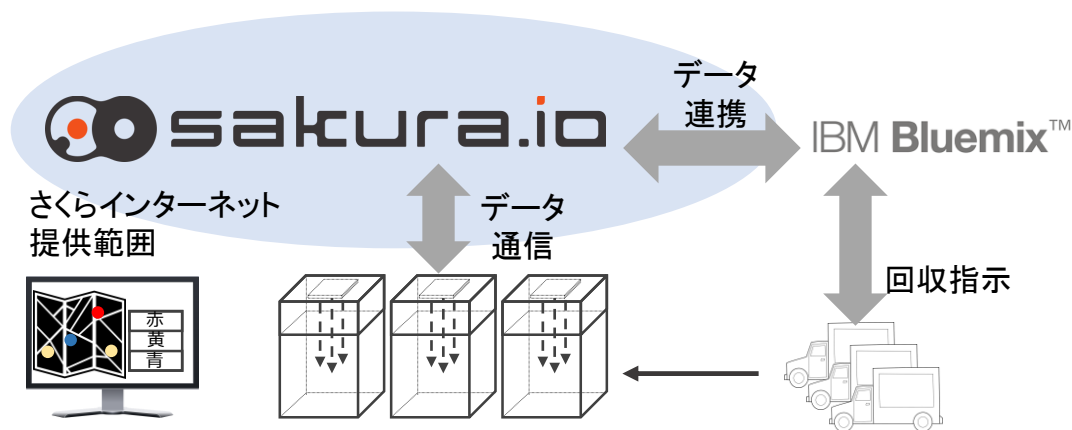 データ
連携
sakura.io
IBM Bluemix™
さくらインターネット
提供範囲
データ
通信
回収指示
赤
黄
青